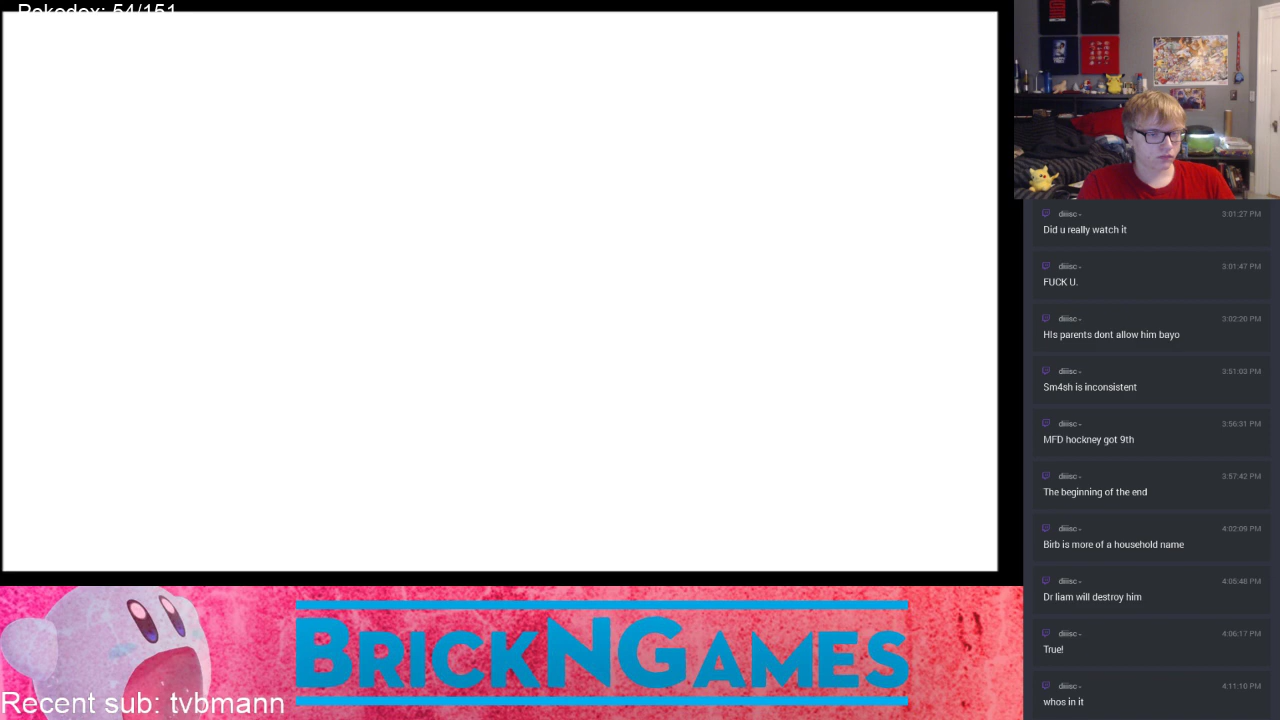 Pokedex: 54/151
diiisc -
3:01:27 PM
Did u really watch it
diiisc -
3:01:47 PM
FUCK U.
diiisc -
3:02:20 PM
HIs parents dont allow him bayo
diiisc -
3:51:03 PM
Sm4sh is inconsistent
diiisc -
3:56:31 PM
MFD hockney got 9th
diiisc -
3:57:42 PM
The beginning of the end
diiisc -
4:02:09 PM
Birb is more of a household name
diiisc -
4:05:48 PM
Dr liam will destroy him
diiisc -
4:06:17 PM
True!
diiisc -
4:11:10 PM
whos in it
BRICKNGAMES
Recent sub: tvbmann